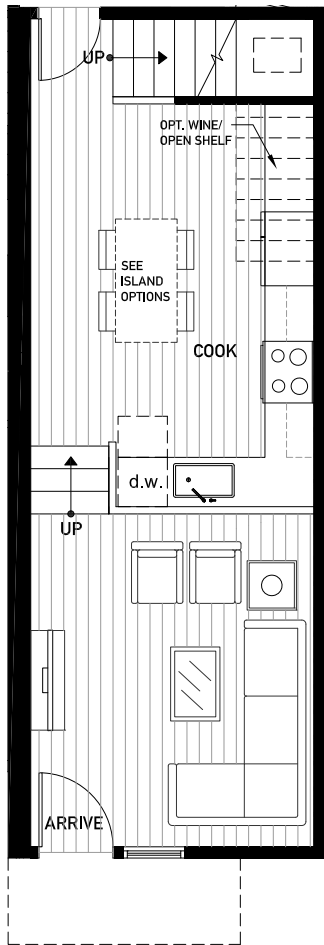 UP
OPT. WINE/
OPEN SHELF
SEE
ISLAND
OPTIONS
COOK
d.w.
UP
ARRIVE